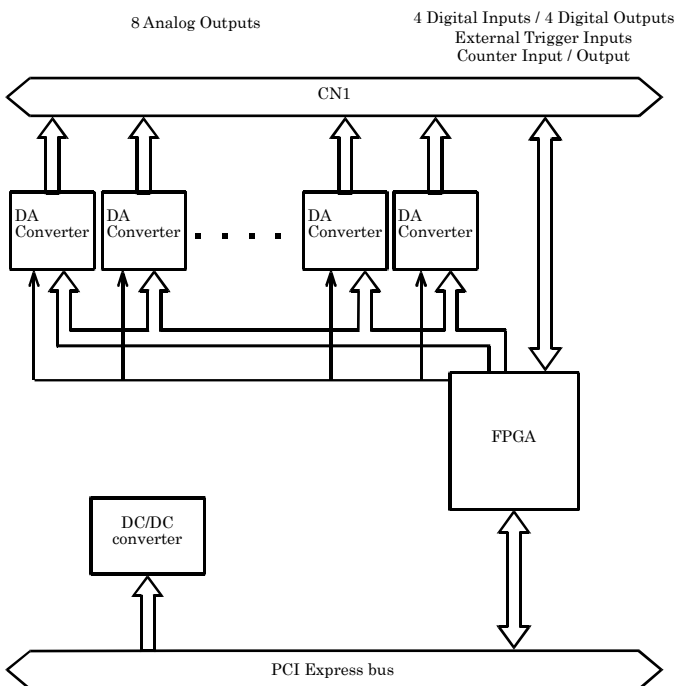 8 Analog Outputs
4 Digital Inputs / 4 Digital Outputs
External Trigger Inputs
Counter Input / Output
CN1
DA
Converter
DA
Converter
DA
Converter
DA
Converter
FPGA
DC/DC
converter
PCI Express bus